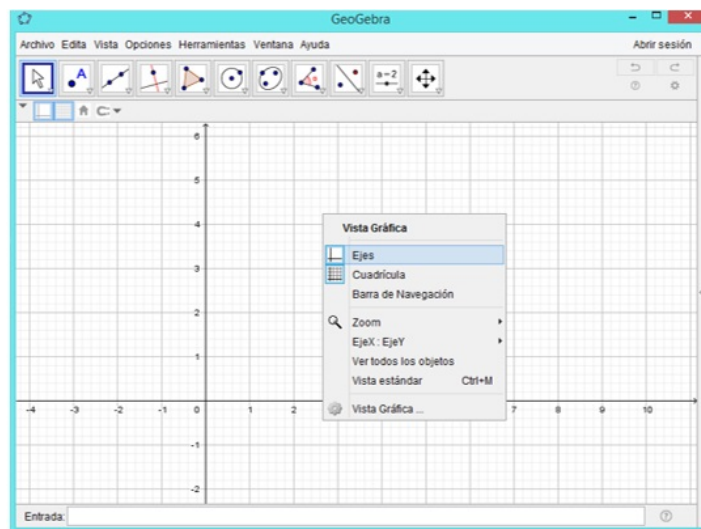 GeoGebra
Archivo Edita Vista Opciones Herramientas Ventana Ayuda Abrir sesión
A a=2
6
5
4
3
2
1
-4 -3 -2 -1 0 1 2 7 8 9 10
-1
-2
Vista Gráfica
Ejes
Cuadrícula
Barra de Navegación
Zoom
EjeX : EjeY
Ver todos los objetos
Vista estándar Ctrl+M
Vista Gráfica ...
Entrada: